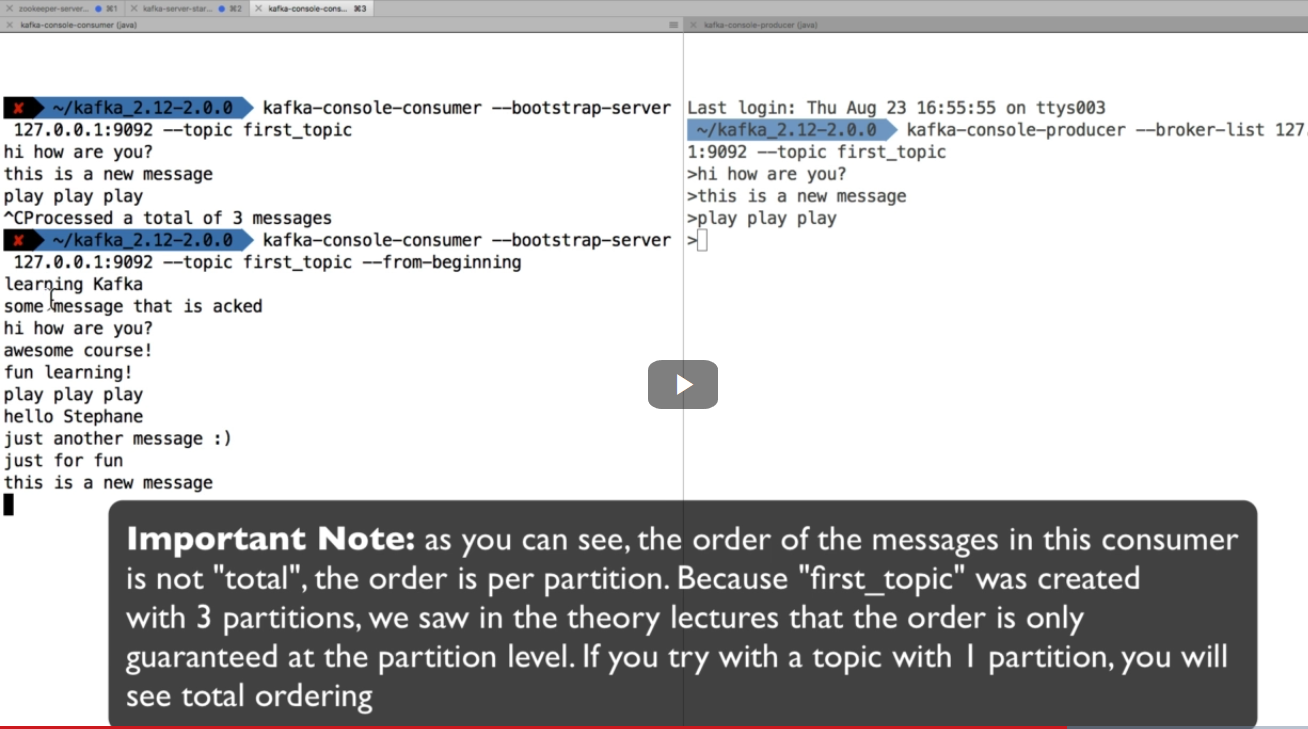 zookeeper-server... ⌘1 kafka-server-star... ⌘2 kafka-console-cons... ⌘3
kafka-console-consumer (java)
kafka-console-producer (java)
✘ ~/kafka_2.12-2.0.0 kafka-console-consumer --bootstrap-server
127.0.0.1:9092 --topic first_topic
hi how are you?
this is a new message
play play play
^CProcessed a total of 3 messages
✘ ~/kafka_2.12-2.0.0 kafka-console-consumer --bootstrap-server
127.0.0.1:9092 --topic first_topic --from-beginning
learning Kafka
some message that is acked
hi how are you?
awesome course!
fun learning!
play play play
hello Stephane
just another message :)
just for fun
this is a new message
Last login: Thu Aug 23 16:55:55 on ttys003
~/kafka_2.12-2.0.0 kafka-console-producer --broker-list 127.
1:9092 --topic first_topic
>hi how are you?
>this is a new message
>play play play
>
Important Note: as you can see, the order of the messages in this consumer
is not "total", the order is per partition. Because "first_topic" was created
with 3 partitions, we saw in the theory lectures that the order is only
guaranteed at the partition level. If you try with a topic with 1 partition, you will
see total ordering